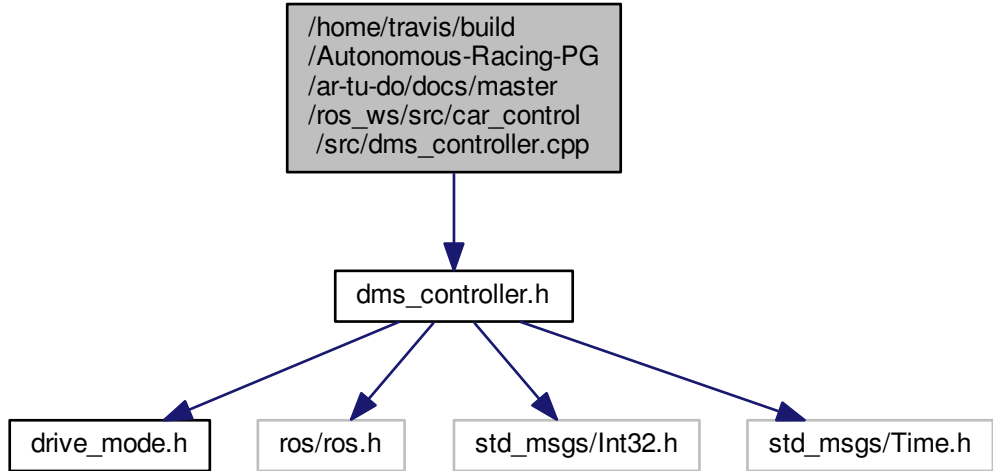 /home/travis/build
/Autonomous-Racing-PG
/ar-tu-do/docs/master
/ros_ws/src/car_control
/src/dms_controller.cpp
dms_controller.h
drive_mode.h
ros/ros.h
std_msgs/Int32.h
std_msgs/Time.h